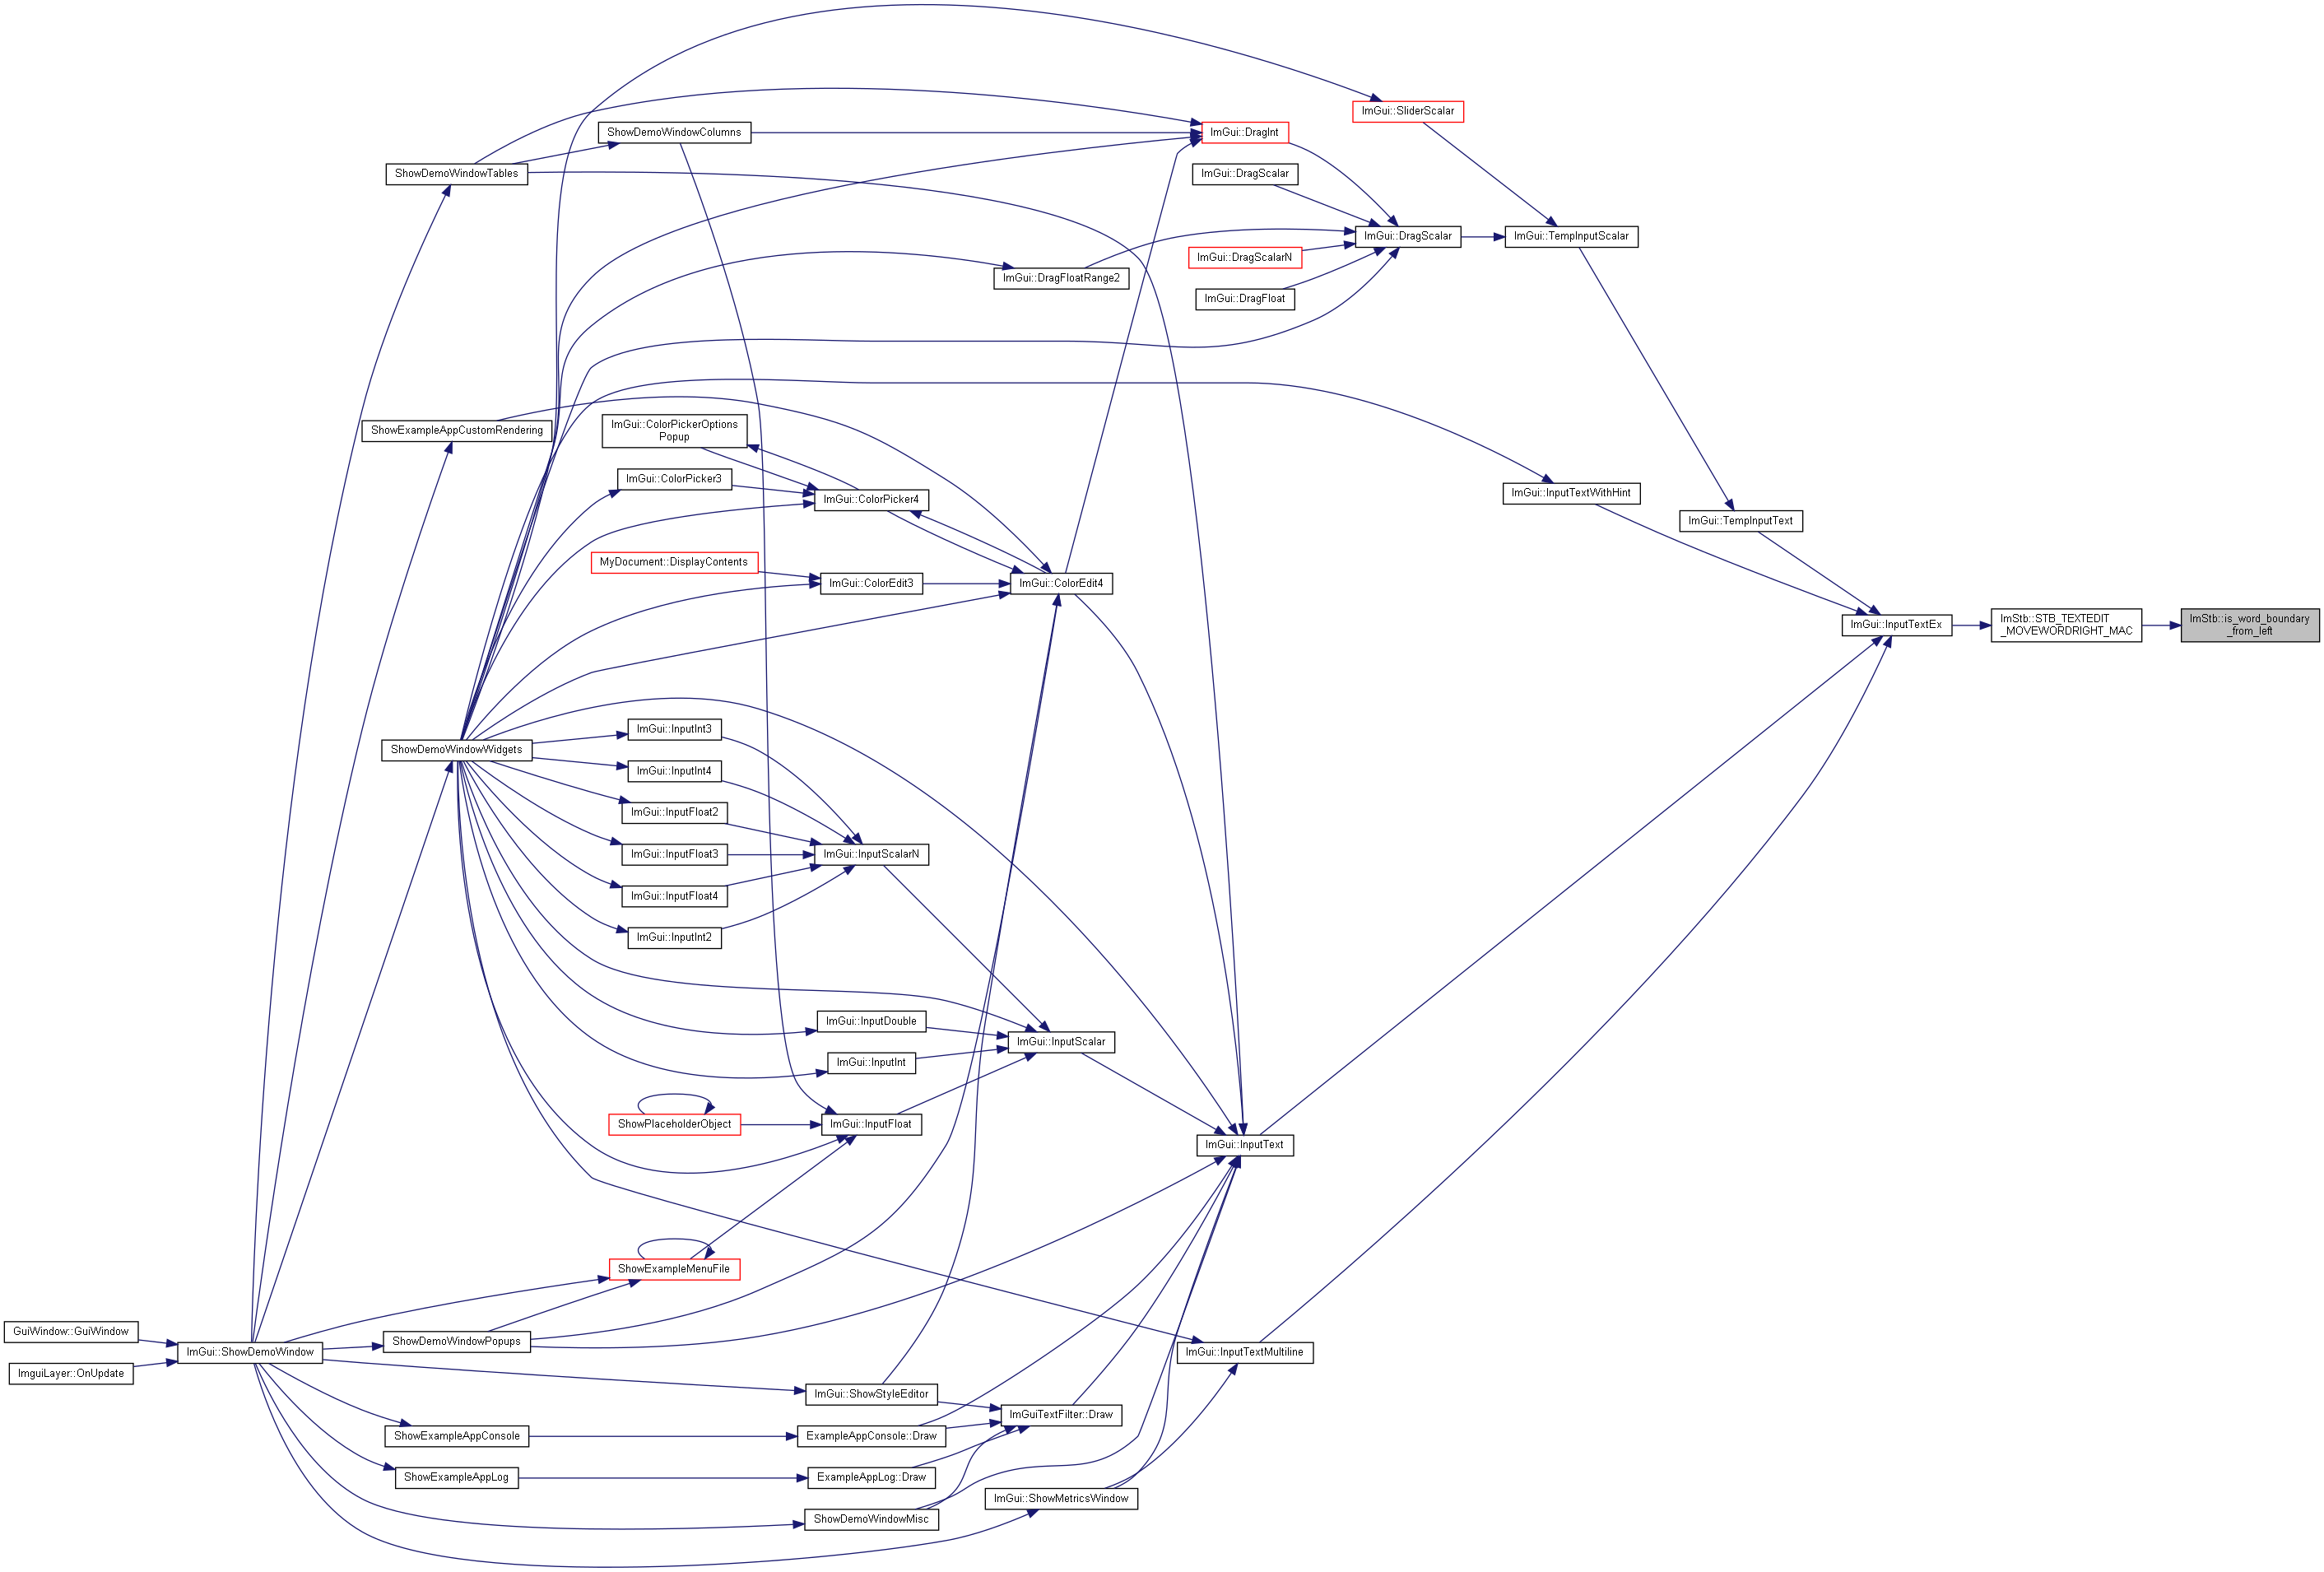 ImGui::SliderScalar
ShowDemoWindowColumns
ImGui::DragInt
ShowDemoWindowTables
ImGui::DragScalar
ImGui::DragScalar
ImGui::TempInputScalar
ImGui::DragScalarN
ImGui::DragFloatRange2
ImGui::DragFloat
ShowExampleAppCustomRendering
ImGui::ColorPickerOptions
Popup
ImGui::ColorPicker3
ImGui::ColorPicker4
ImGui::InputTextWithHint
ImGui::TempInputText
MyDocument::DisplayContents
ImGui::ColorEdit3
ImGui::ColorEdit4
ImGui::InputTextEx
ImStb::STB_TEXTEDIT
_MOVEWORDRIGHT_MAC
ImStb::is_word_boundary
_from_left
ShowDemoWindowWidgets
ImGui::InputInt3
ImGui::InputInt4
ImGui::InputFloat2
ImGui::InputFloat3
ImGui::InputScalarN
ImGui::InputFloat4
ImGui::InputInt2
ImGui::InputDouble
ImGui::InputScalar
ImGui::InputInt
ShowPlaceholderObject
ImGui::InputFloat
ImGui::InputText
ShowExampleMenuFile
GuiWindow::GuiWindow
ImGui::ShowDemoWindow
ShowDemoWindowPopups
ImGui::InputTextMultiline
ImguiLayer::OnUpdate
ImGui::ShowStyleEditor
ImGuiTextFilter::Draw
ShowExampleAppConsole
ExampleAppConsole::Draw
ShowExampleAppLog
ExampleAppLog::Draw
ImGui::ShowMetricsWindow
ShowDemoWindowMisc